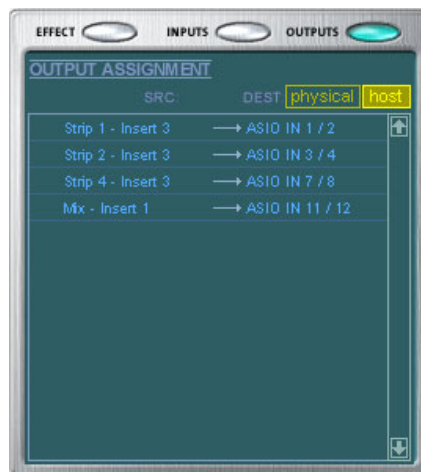 EFFECT INPUTS OUTPUTS
OUTPUT ASSIGNMENT
SRC: DEST: physical host
Strip 1 - Insert 3 → ASIO IN 1 / 2
Strip 2 - Insert 3 → ASIO IN 3 / 4
Strip 4 - Insert 3 → ASIO IN 7 / 8
Mix - Insert 1 → ASIO IN 11 / 12